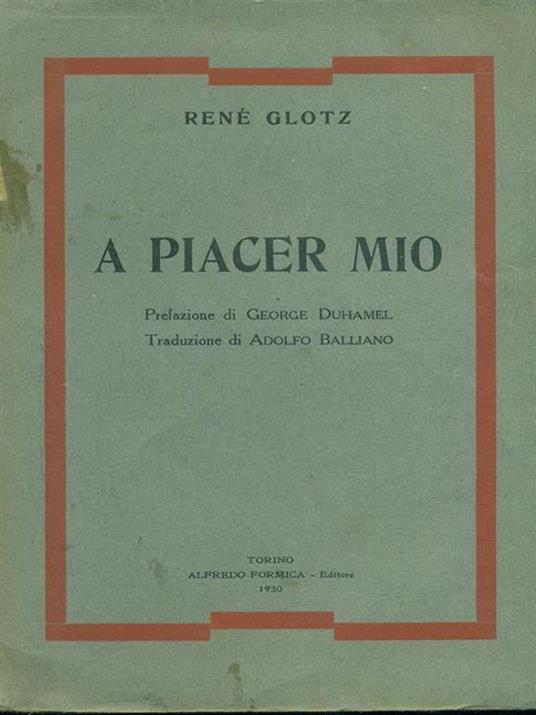 RENÉ GLOTZ
A PIACER MIO
Prefazione di GEORGE DUHAMEL
Traduzione di ADOLFO BALLIANO
TORINO
ALFREDO FORMICA - Editore
1930